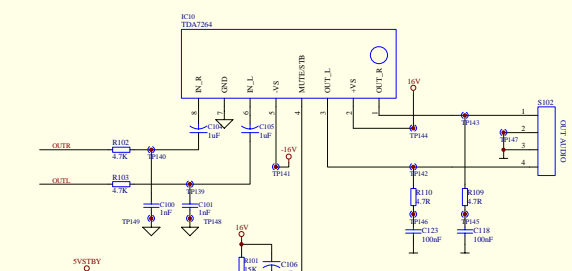 IC10
TDA7264
IN_R
GND
IN_L
-VS
MUTE/STB
OUT_L
+VS
OUT_R
8
7
6
5
4
3
2
1
C104
1uF
C105
1uF
16V
TP144
TP143
S102
1
2
3
4
OUT AUDIO
TP147
OUTR
R102
4.7K
TP140
-16V
TP141
TP142
OUTL
R103
4.7K
TP139
R110
4.7R
R109
4.7R
C100
1nF
C101
1nF
TP149
TP148
TP146
TP145
C123
100nF
C118
100nF
16V
5VSTBY
R101
15K
C106